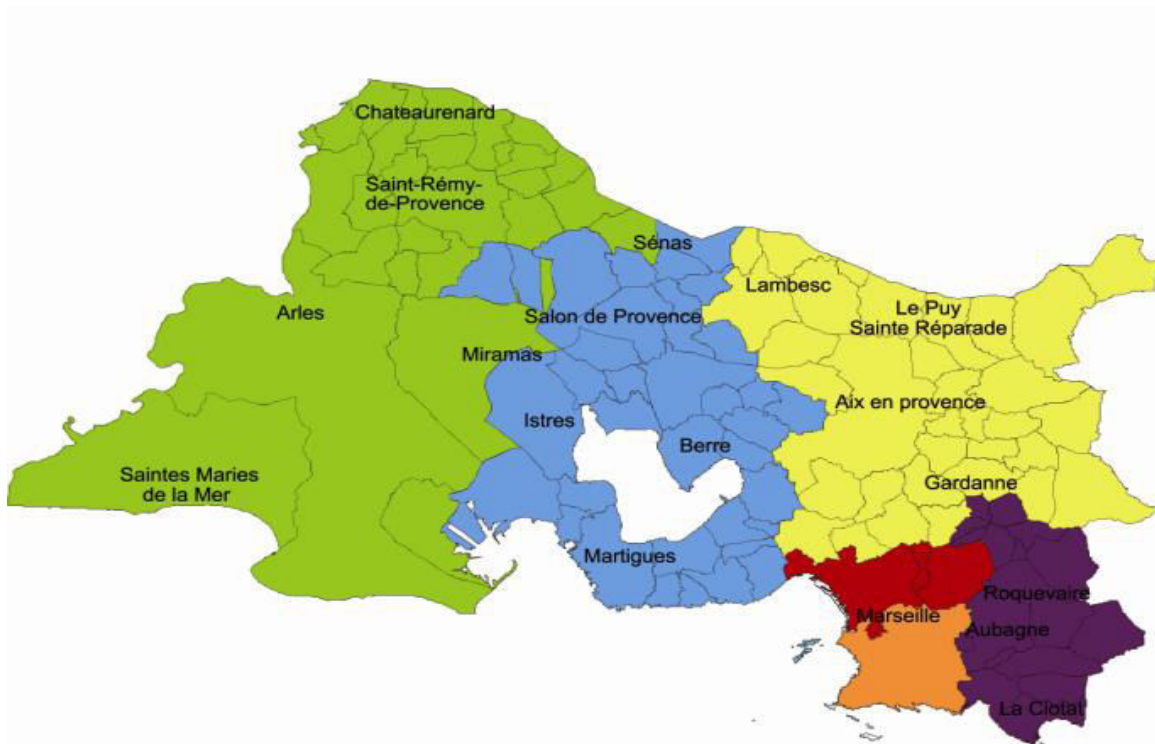 Chateaurenard
Saint-Rémy-
de-Provence
Sénas
Lambesc
Le Puy
Sainte Réparade
Arles
Salon de Provence
Miramas
Aix en provence
Istres
Berre
Saintes Maries
de la Mer
Gardanne
Martigues
Roquevaire
Marseille
Aubagne
La Ciotat